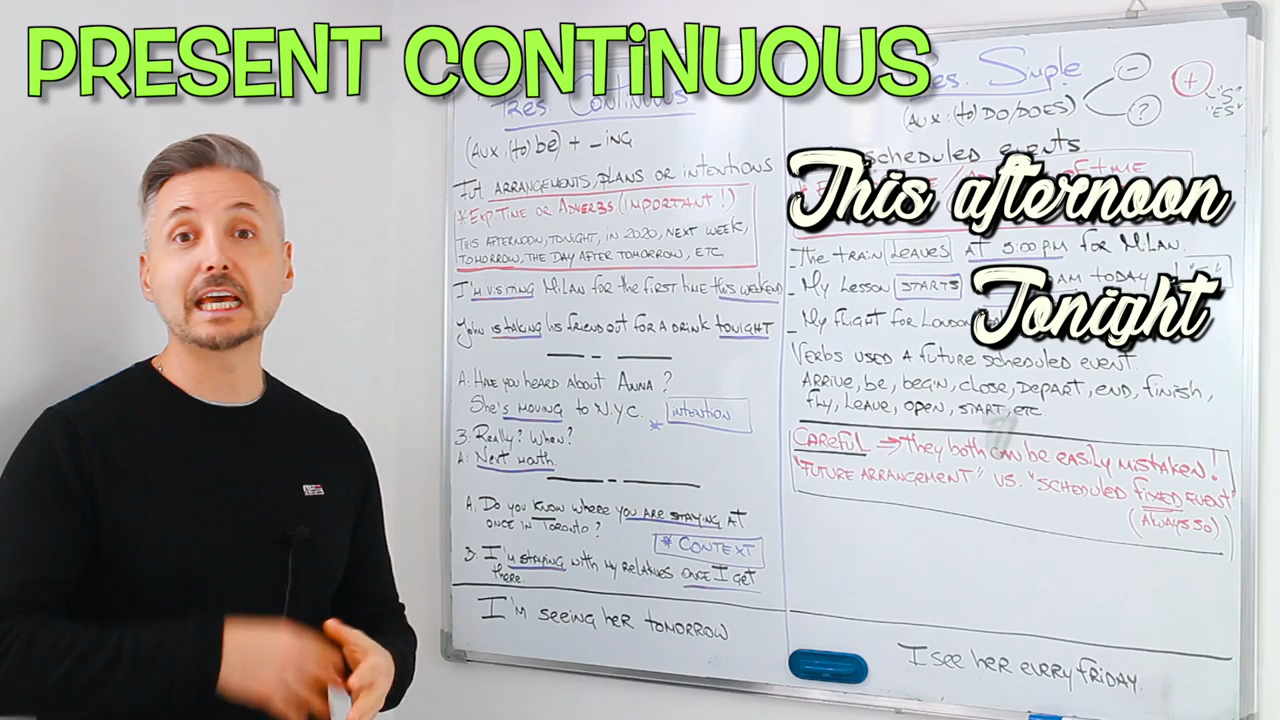 PRESENT CONTINUOUS
This afternoon
Tonight
Pres. Continuous
(Aux: (to) be) + _ING
Fut. ARRANGEMENTS, PLANS OR INTENTIONS
* Exp TIME OR ADVERBS (IMPORTANT!)
THIS AFTERNOON, TONIGHT, IN 2020, NEXT WEEK,
TOMORROW, THE DAY AFTER TOMORROW, ETC
I'M VISITING MILAN FOR THE FIRST TIME THIS WEEKEND
JOHN IS TAKING HIS FRIEND OUT FOR A DRINK TONIGHT
A: HAVE YOU HEARD ABOUT ANNA?
SHE'S MOVING TO N.Y.C. * intention
B: REALLY? WHEN?
A: NEXT MONTH.
A. DO YOU KNOW WHERE YOU ARE STAYING AT
ONCE IN TORONTO?
* CONTEXT
B: I'M STAYING WITH MY RELATIVES ONCE I GET
THERE.
I'M SEEING HER TOMORROW
Pres. Simple
(AUX: (to) DO/DOES)
-
?
+
"S"
"ES"
scheduled events
OF TIME
- THE TRAIN LEAVES AT 5:00 PM FOR MILAN.
- MY LESSON STARTS AM TODAY
- MY FLIGHT FOR LONDON
VERBS USED A FUTURE SCHEDULED EVENT.
ARRIVE, be, begin, close, DEPART, END, FINISH,
FLY, LEAVE, OPEN, START, ETC
CAREFUL → THEY BOTH CAN BE EASILY MISTAKEN!
"FUTURE ARRANGEMENT" VS. "SCHEDULED FIXED EVENT"
(ALWAYS SO)
I SEE HER EVERY FRIDAY.